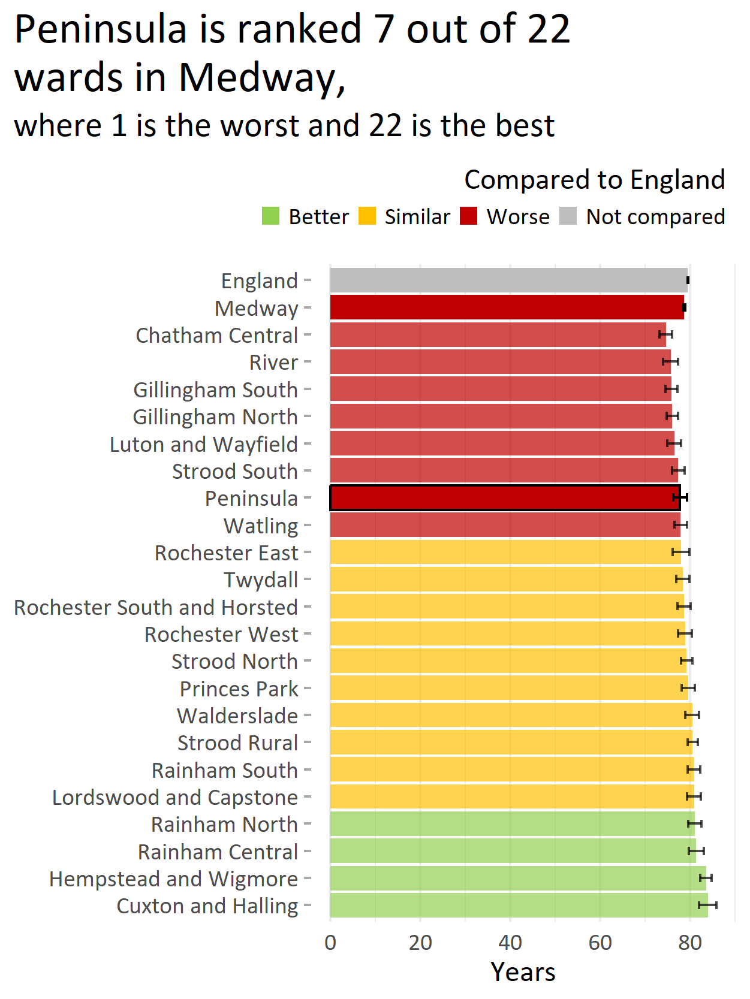 Peninsula is ranked 7 out of 22
wards in Medway,
where 1 is the worst and 22 is the best
Compared to England
Better Similar Worse Not compared
England
Medway
Chatham Central
River
Gillingham South
Gillingham North
Luton and Wayfield
Strood South
Peninsula
Watling
Rochester East
Twydall
Rochester South and Horsted
Rochester West
Strood North
Princes Park
Walderslade
Strood Rural
Rainham South
Lordswood and Capstone
Rainham North
Rainham Central
Hempstead and Wigmore
Cuxton and Halling
0 20 40 60 80
Years